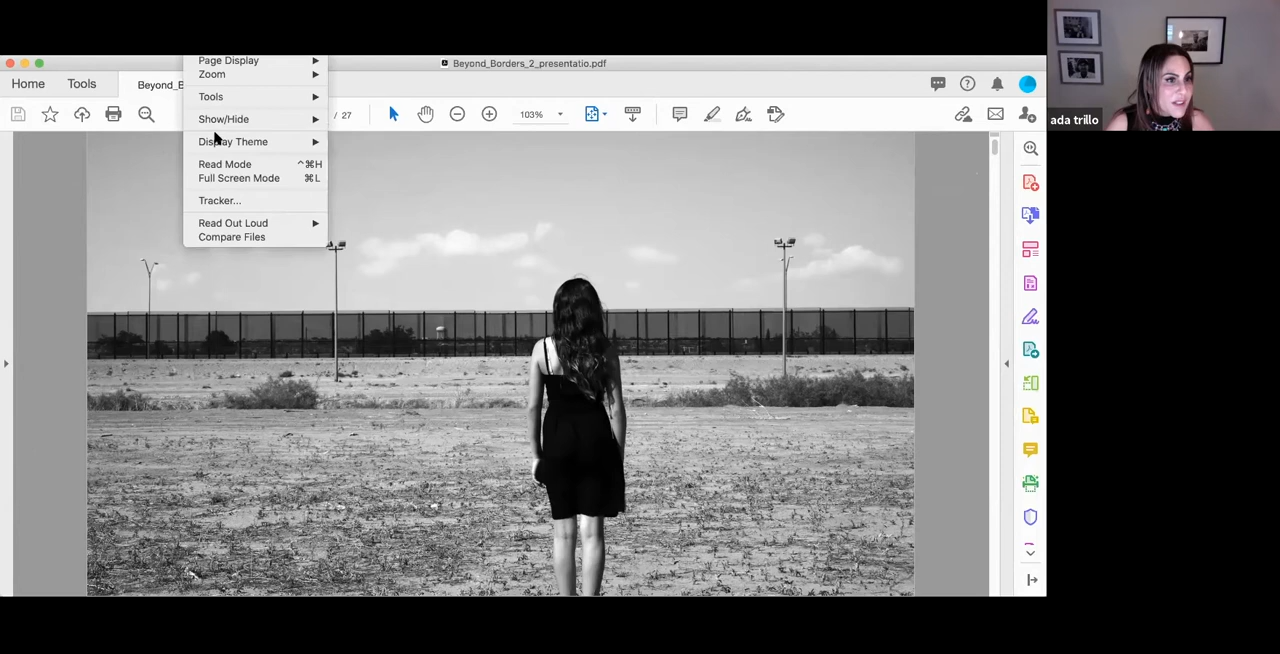 Beyond_Borders_2_presentatio.pdf
Home
Tools
Beyond_B
/ 27
103%
Page Display
Zoom
Tools
Show/Hide
Display Theme
Read Mode ^⌘H
Full Screen Mode ⌘L
Tracker...
Read Out Loud
Compare Files
ada trillo